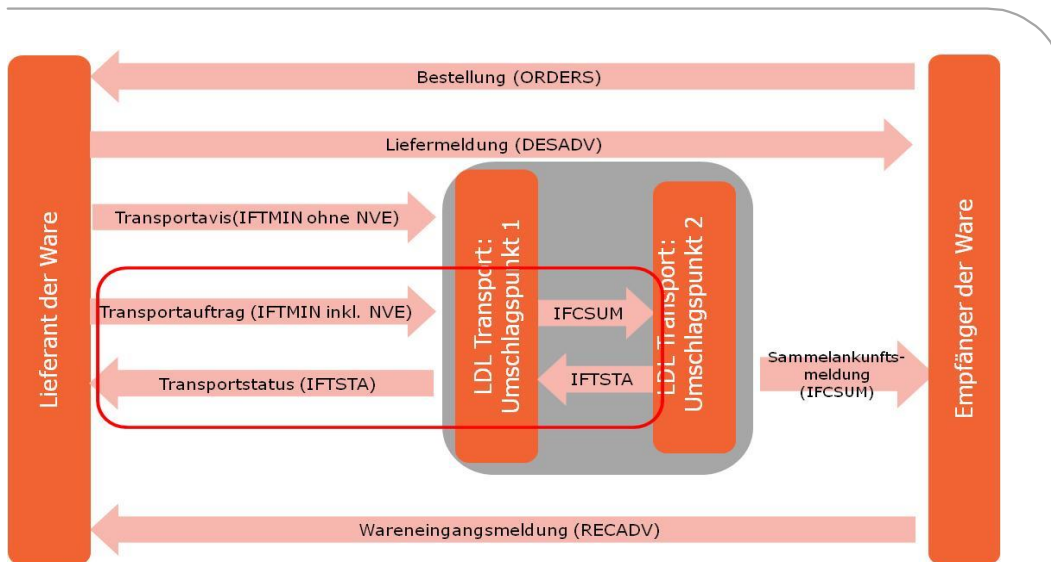 Bestellung (ORDERS)
Liefermeldung (DESADV)
Lieferant der Ware
Transportavis(IFTMIN ohne NVE)
LDL Transport:
Umschlagspunkt 1
LDL Transport:
Umschlagspunkt 2
Empfänger der Ware
Transportauftrag (IFTMIN inkl. NVE)
IFCSUM
Transportstatus (IFTSTA)
IFTSTA
Sammelankunfts-
meldung
(IFCSUM)
Wareneingangsmeldung (RECADV)